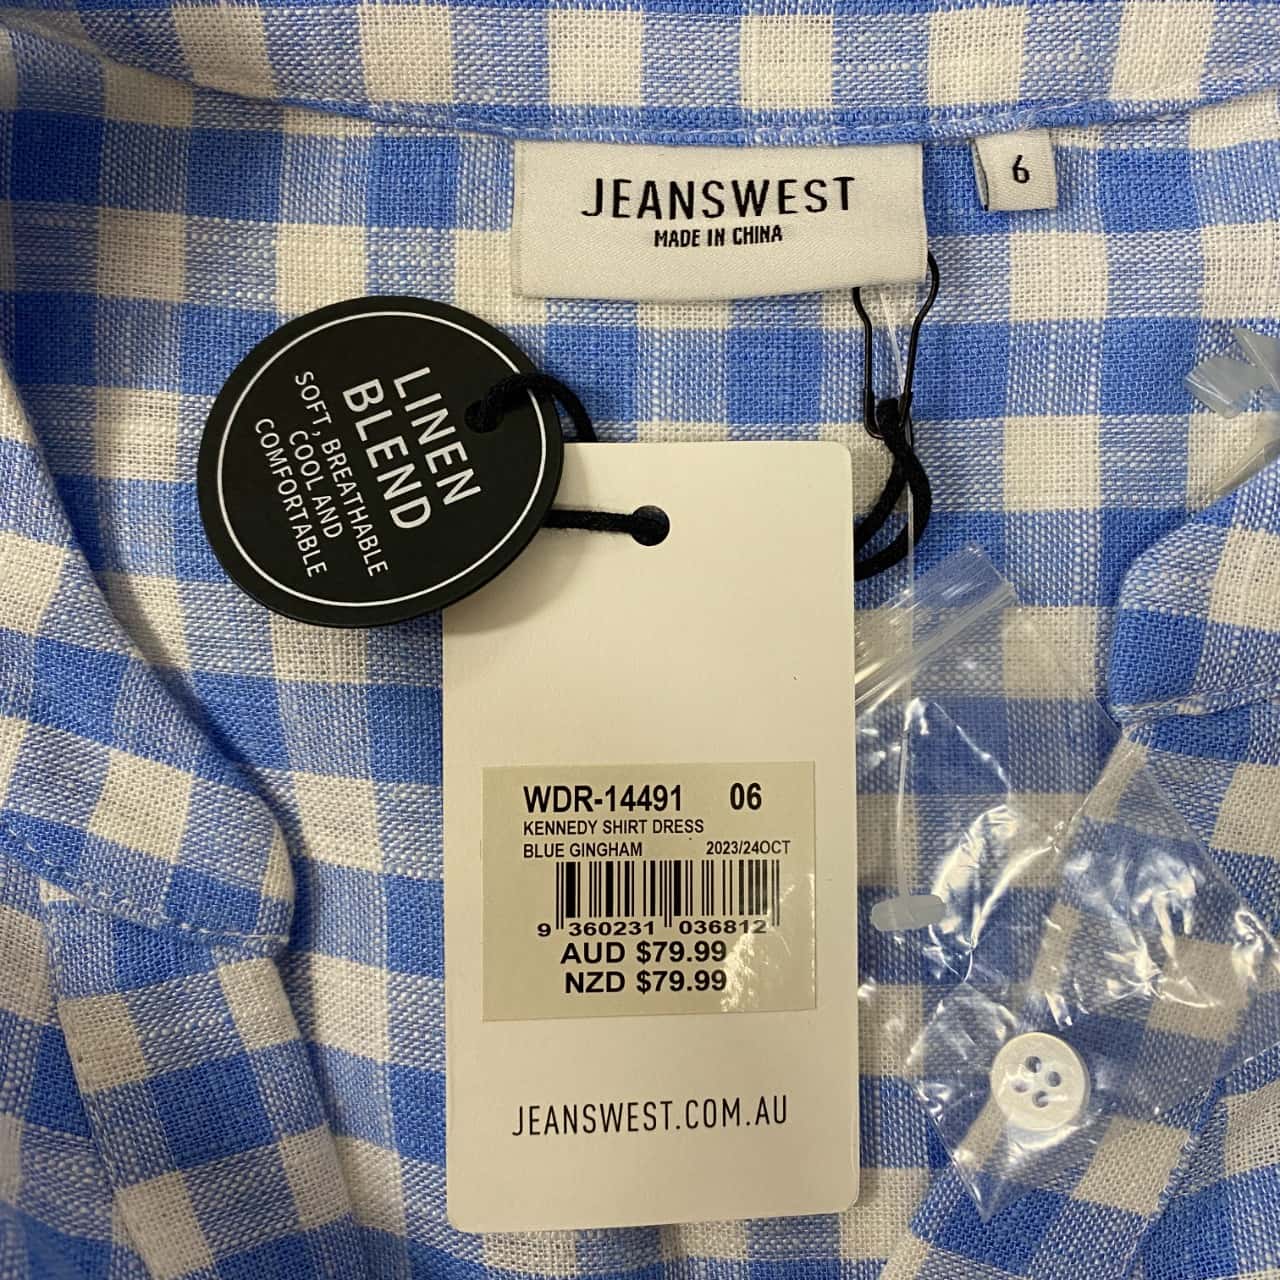 JEANSWEST
MADE IN CHINA
6
LINEN
BLEND
SOFT, BREATHABLE
COOL AND
COMFORTABLE
WDR-14491 06
KENNEDY SHIRT DRESS
BLUE GINGHAM 2023/24OCT
9 360231 036812
AUD $79.99
NZD $79.99
JEANSWEST.COM.AU